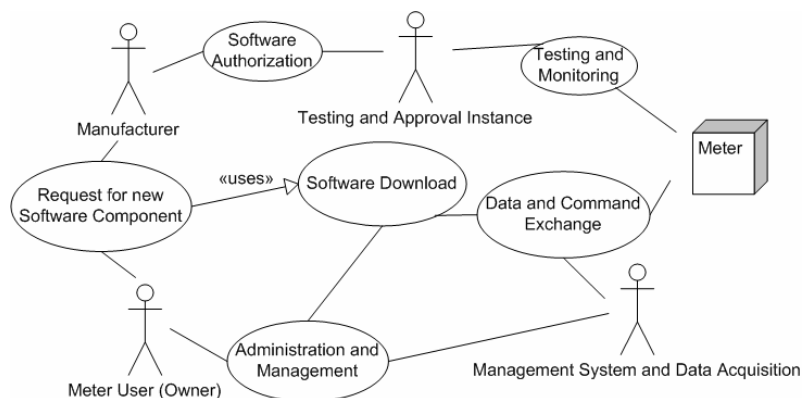 Software
Authorization
Testing and
Monitoring
Manufacturer
Testing and Approval Instance
Meter
«uses»
Request for new
Software Component
Software Download
Data and Command
Exchange
Administration and
Management
Meter User (Owner)
Management System and Data Acquisition